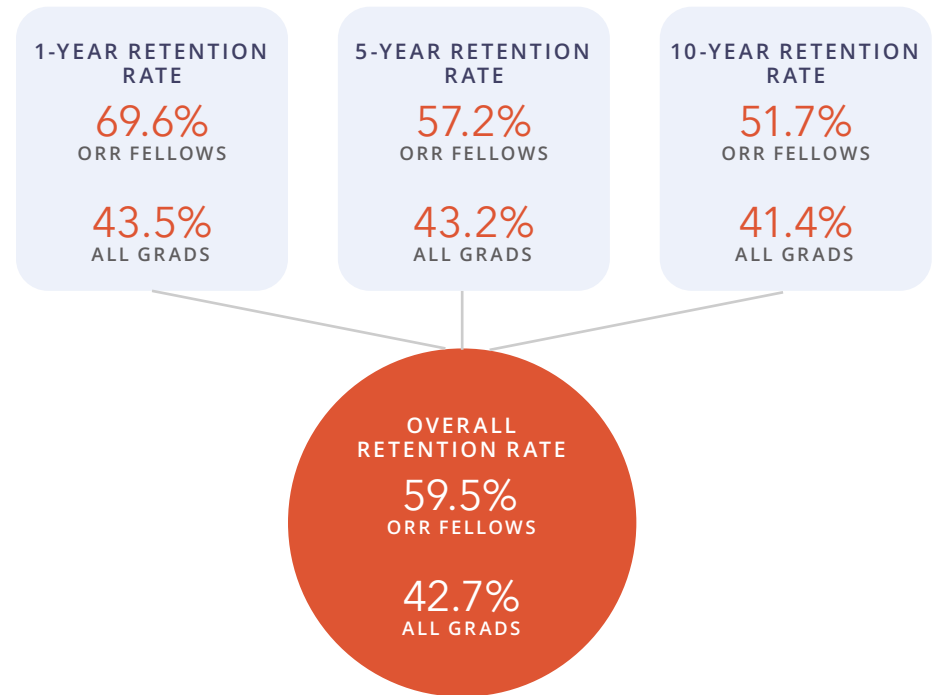 1-YEAR RETENTION
RATE
69.6%
ORR FELLOWS
43.5%
ALL GRADS
5-YEAR RETENTION
RATE
57.2%
ORR FELLOWS
43.2%
ALL GRADS
10-YEAR RETENTION
RATE
51.7%
ORR FELLOWS
41.4%
ALL GRADS
OVERALL
RETENTION RATE
59.5%
ORR FELLOWS
42.7%
ALL GRADS